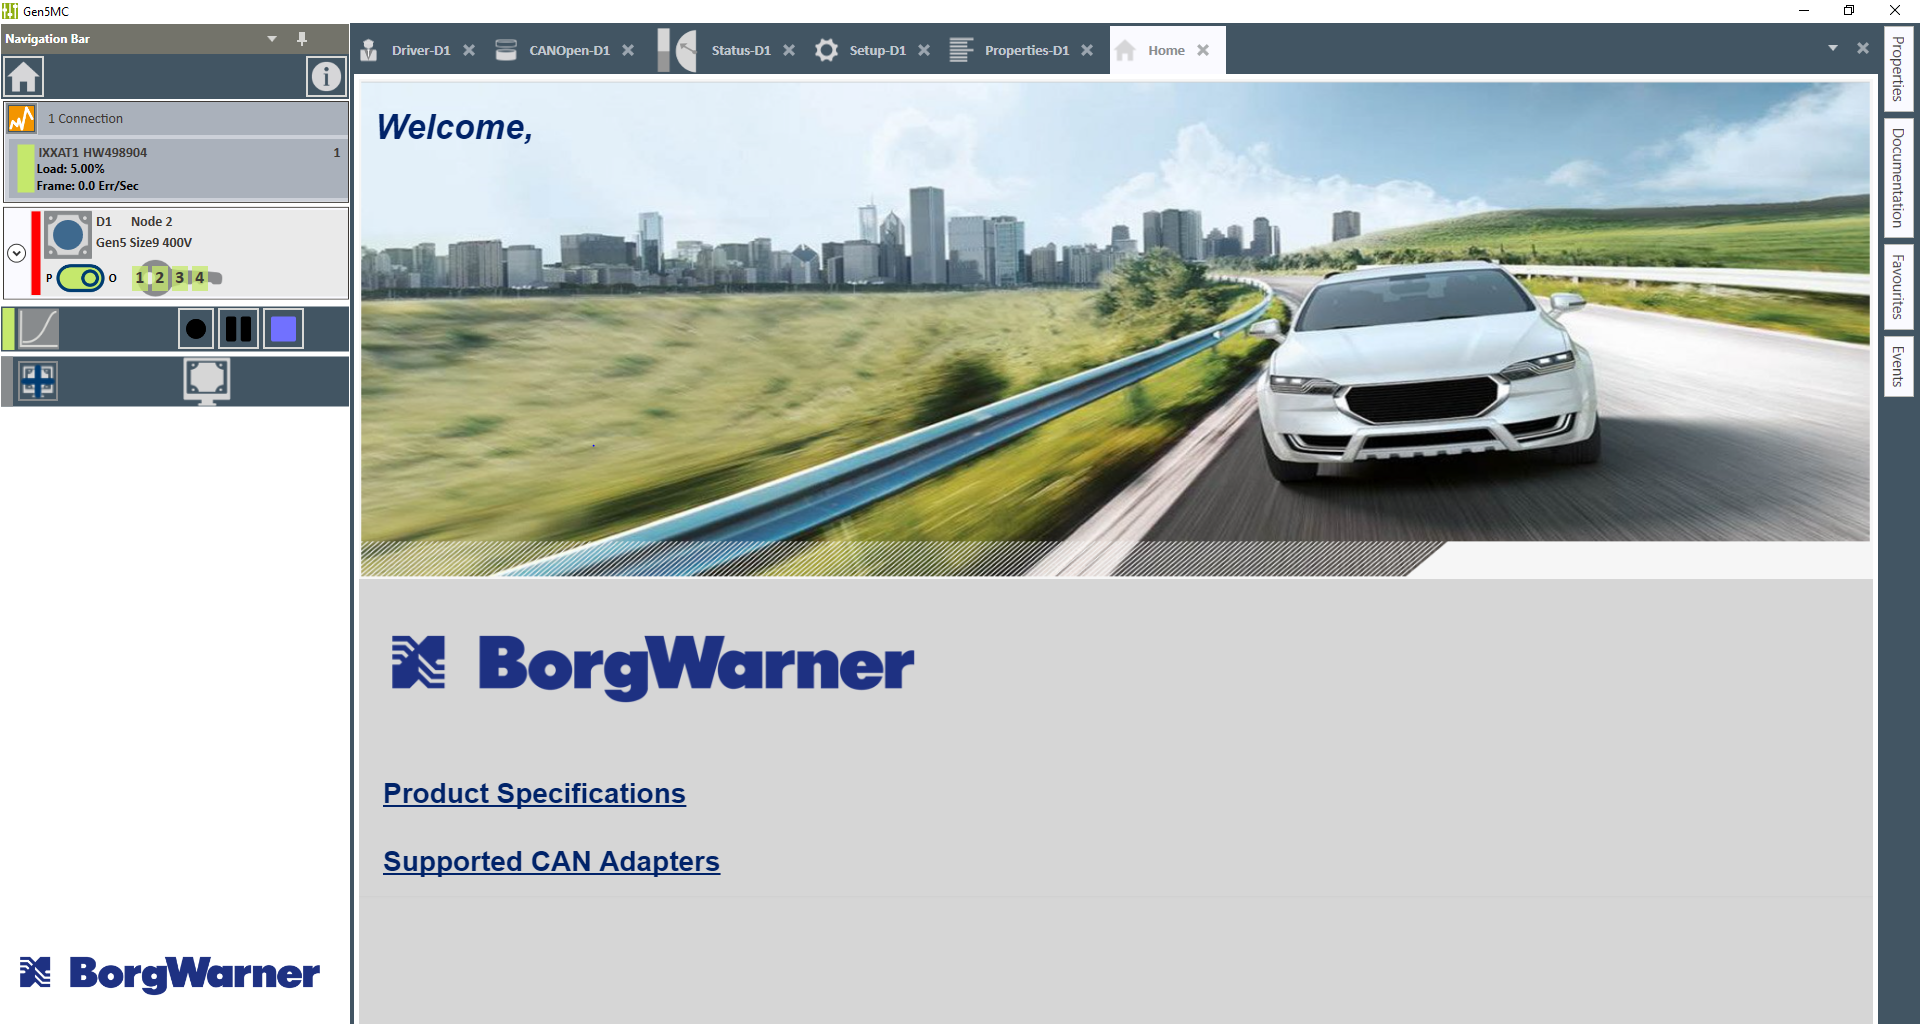 Gen5MC
Navigation Bar
Driver-D1
CANOpen-D1
Status-D1
Setup-D1
Properties-D1
Home
1 Connection
IXXAT1 HW498904 1
Load: 5.00%
Frame: 0.0 Err/Sec
D1 Node 2
Gen5 Size9 400V
P O 1 2 3 4
BorgWarner
Welcome,
BorgWarner
Product Specifications
Supported CAN Adapters
Properties
Documentation
Favourites
Events